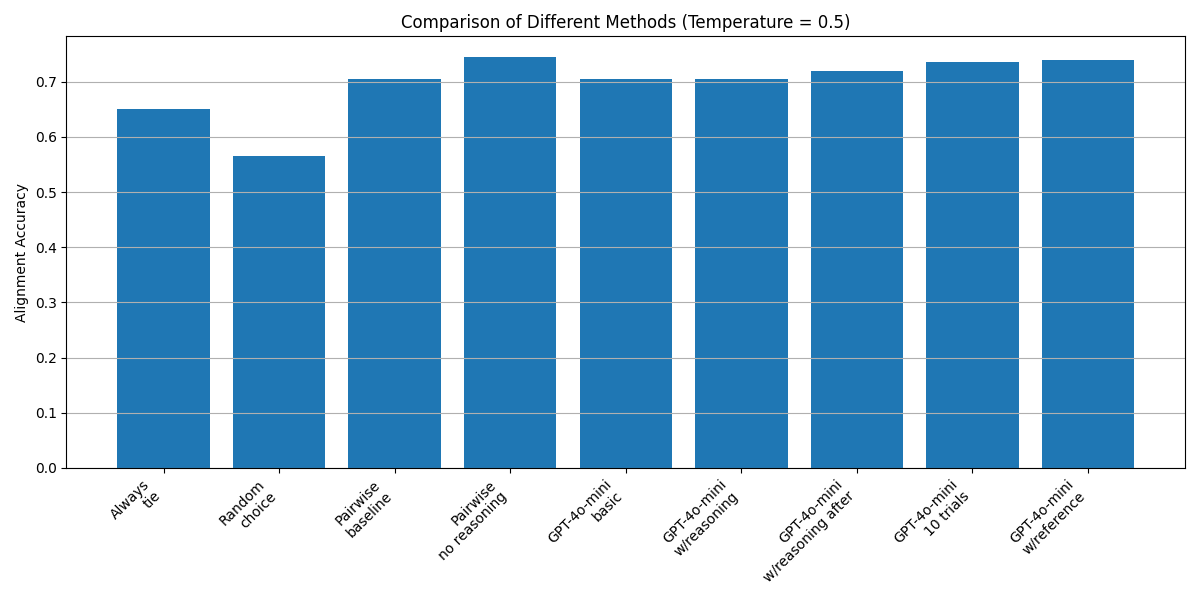 Comparison of Different Methods (Temperature = 0.5)
Alignment Accuracy
0.7
0.6
0.5
0.4
0.3
0.2
0.1
0.0
Always
tie
Random
choice
Pairwise
baseline
Pairwise
no reasoning
GPT-4o-mini
basic
GPT-4o-mini
w/reasoning
GPT-4o-mini
w/reasoning after
GPT-4o-mini
10 trials
GPT-4o-mini
w/reference